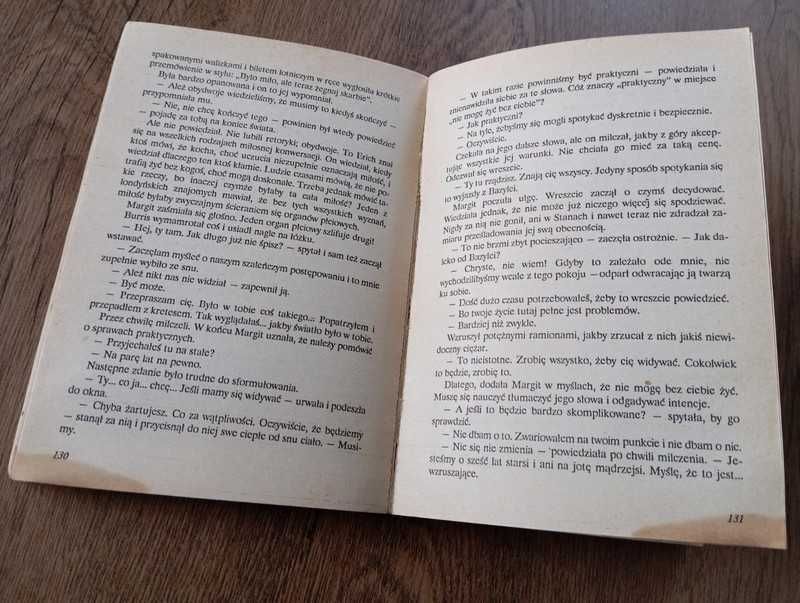 spakowanymi walizkami i biletem lotniczym w ręce wygłosiła krótkie
przemówienie w stylu: „Było miło, ale teraz żegnaj skarbie".
Była bardzo opanowana i on to jej wypomniał.
— Ależ obydwoje wiedzieliśmy, że musimy to kiedyś skończyć —
przypomniała mu.
— Nie, nie chcę kończyć tego — powinien był wtedy powiedzieć
— pojadę za tobą na koniec świata.
Ale nie powiedział. Nie lubili retoryki; obydwoje. To Erich znał
się na wszelkich rodzajach miłosnej konwersacji. On wiedział, kiedy
ktoś mówi, że kocha, choć uczucia niezupełnie oznaczają miłość, i
wiedział dlaczego ten ktoś kłamie. Ludzie czasami mówią, że nie po-
trafią żyć bez kogoś, choć mogą doskonale. Trzeba jednak mówić ta-
kie rzeczy, bo inaczej czymże byłaby ta cała miłość? Jeden z
londyńskich znajomych mawiał, że bez tych wszystkich wyznań,
miłość byłaby zwyczajnym ścieraniem się organów płciowych.
Margit zaśmiała się głośno. Jeden organ płciowy szlifuje drugi!
Burris wymamrotał coś i usiadł nagle na łóżku.
— Hej, ty tam. Jak długo już nie śpisz? — spytał i sam też zaczął
wstawać.
— Zaczęłam myśleć o naszym szaleńczym postępowaniu i to mnie
zupełnie wybiło ze snu.
— Ależ nikt nas nie widział — zapewnił ją.
— Być może.
— Przepraszam cię. Było w tobie coś takiego... Popatrzyłem i
przepadłem z kretesem. Tak wyglądałaś... jakby światło było w tobie.
Przez chwilę milczeli. W końcu Margit uznała, że należy pomówić
o sprawach praktycznych.
— Przyjechałeś tu na stałe?
— Na parę lat na pewno.
Następne zdanie było trudne do sformułowania.
— Ty... co ja... chcę... Jeśli mamy się widywać — urwała i podeszła
do okna.
— Chyba żartujesz. Co za wątpliwości. Oczywiście, że będziemy
— stanął za nią i przycisnął do niej swe ciepłe od snu ciało. — Musi-
my.
130
— W takim razie powinniśmy być praktyczni — powiedziała i
znienawidziła siebie za te słowa. Cóż znaczy „praktyczny" w miejsce
„nie mogę żyć bez ciebie"?
— Jak praktyczni?
— Na tyle, żebyśmy się mogli spotykać dyskretnie i bezpiecznie.
— Oczywiście.
Czekała na jego dalsze słowa, ale on milczał, jakby z góry akcep-
tując wszystkie jej warunki. Nie chciała go mieć za taką cenę.
Odezwał się wreszcie.
— Ty tu rządzisz. Znają cię wszyscy. Jedyny sposób spotykania się
to wyjazdy z Bazylei.
Margit poczuła ulgę. Wreszcie zaczął o czymś decydować.
Wiedziała jednak, że nie może już niczego więcej się spodziewać.
Nigdy za nią nie gonił, ani w Stanach i nawet teraz nie zdradzał za-
miaru prześladowania jej swą obecnością.
— To nie brzmi zbyt pocieszająco — zaczęła ostrożnie. — Jak da-
leko od Bazylei?
— Chryste, nie wiem! Gdyby to zależało ode mnie, nie
wychodzilibyśmy wcale z tego pokoju —odparł odwracając ją twarzą
ku sobie.
— Dość dużo czasu potrzebowałeś, żeby to wreszcie powiedzieć.
— Bo twoje życie tutaj pełne jest problemów.
— Bardziej niż zwykle.
Wzruszył potężnymi ramionami, jakby zrzucał z nich jakiś niewi-
doczny ciężar.
— To nieistotne. Zrobię wszystko, żeby cię widywać. Cokolwiek
to będzie, zrobię to.
Dlatego, dodała Margit w myślach, że nie mogę bez ciebie żyć.
Muszę się nauczyć tłumaczyć jego słowa i odgadywać intencje.
— A jeśli to będzie bardzo skomplikowane? — spytała, by go
sprawdzić.
— Nie dbam o to. Zwariowałem na twoim punkcie i nie dbam o nic.
— Nic się nie zmienia — powiedziała po chwili milczenia. — Je-
steśmy o sześć lat starsi i ani na jotę mądrzejsi. Myślę, że to jest...
wzruszające.
131